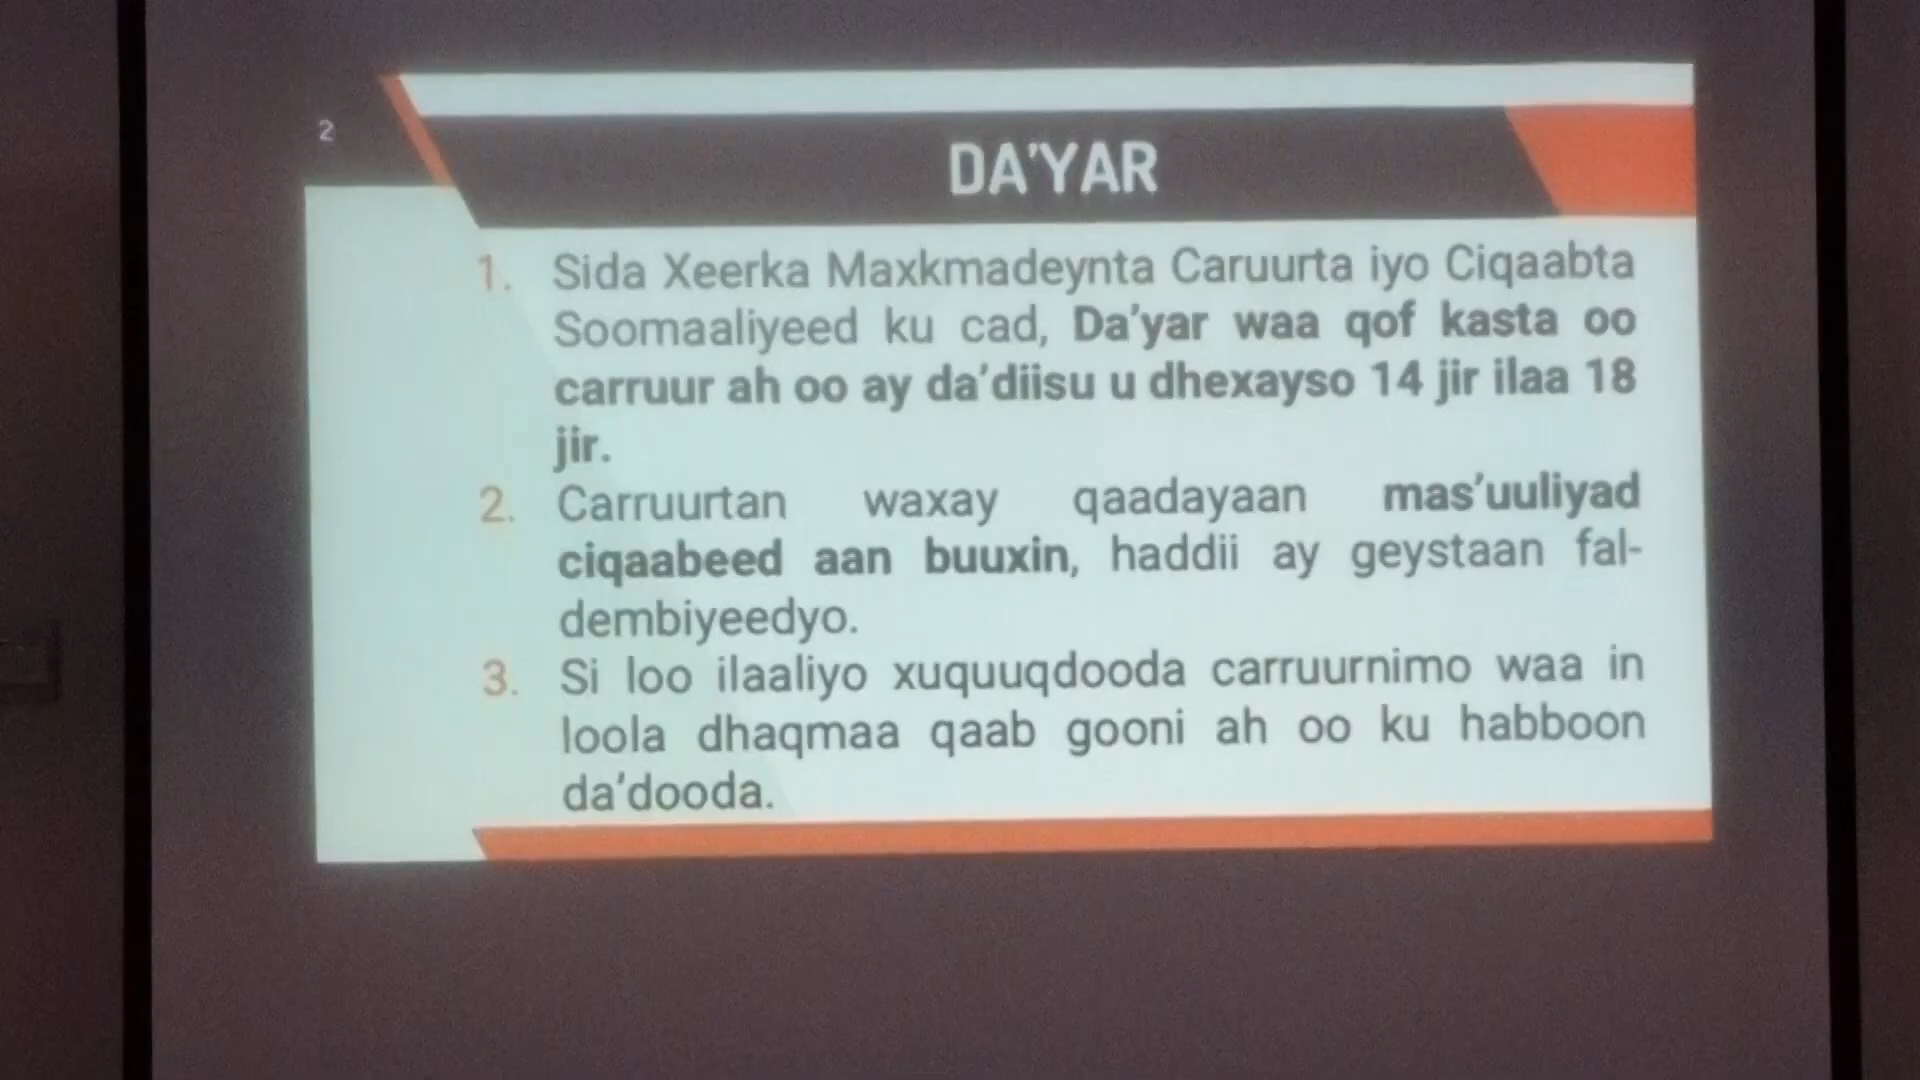 2
DA'YAR
1. Sida Xeerka Maxkmadeynta Caruurta iyo Ciqaabta
Soomaaliyeed ku cad, Da'yar waa qof kasta oo
carruur ah oo ay da'diisu u dhexayso 14 jir ilaa 18
jir.
2. Carruurtan waxay qaadayaan mas'uuliyad
ciqaabeed aan buuxin, haddii ay geystaan fal-
dembiyeedyo.
3. Si loo ilaaliyo xuquuqdooda carruurnimo waa in
loola dhaqmaa qaab gooni ah oo ku habboon
da'dooda.